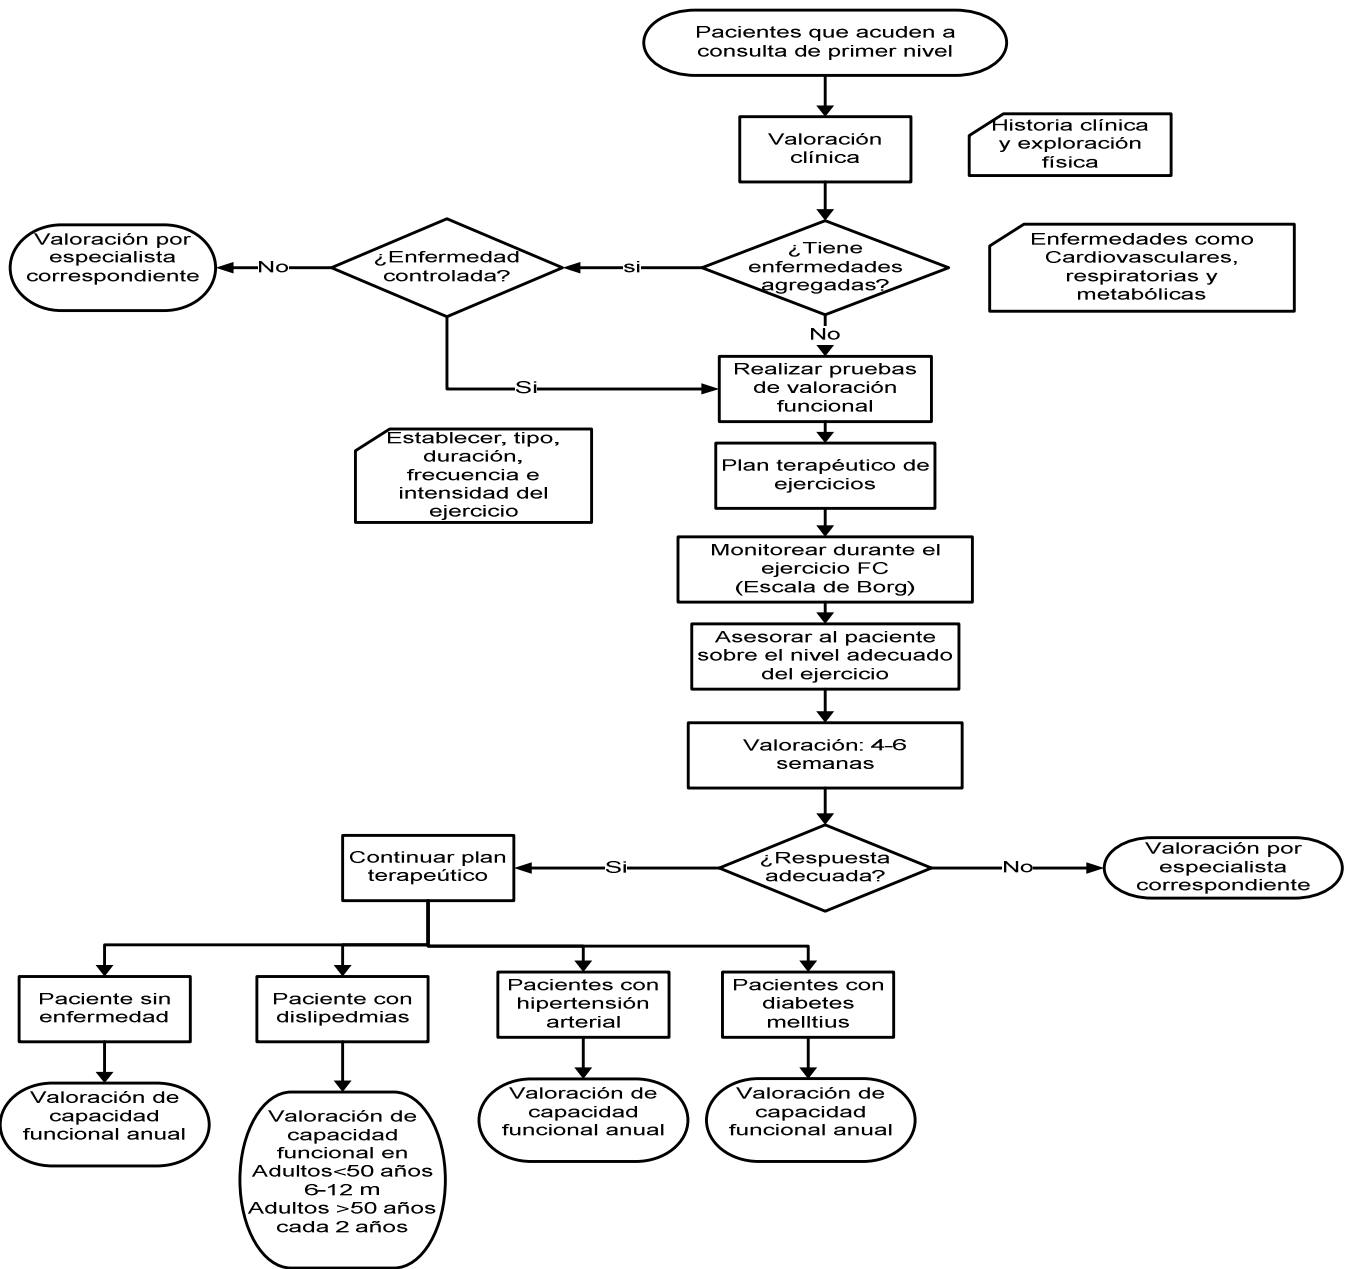 Pacientes que acuden a
consulta de primer nivel
Valoración
clínica
Historia clínica
y exploración
física
Valoración por
especialista
correspondiente
No
¿Enfermedad
controlada?
si
¿Tiene
enfermedades
agregadas?
Enfermedades como
Cardiovasculares,
respiratorias y
metabólicas
No
Si
Realizar pruebas
de valoración
funcional
Establecer, tipo,
duración,
frecuencia e
intensidad del
ejercicio
Plan terapéutico de
ejercicios
Monitorear durante el
ejercicio FC
(Escala de Borg)
Asesorar al paciente
sobre el nivel adecuado
del ejercicio
Valoración: 4-6
semanas
Continuar plan
terapeútico
Si
¿Respuesta
adecuada?
No
Valoración por
especialista
correspondiente
Paciente sin
enfermedad
Paciente con
dislipedmias
Pacientes con
hipertensión
arterial
Pacientes con
diabetes
melltius
Valoración de
capacidad
funcional anual
Valoración de
capacidad
funcional en
Adultos<50 años
6-12 m
Adultos >50 años
cada 2 años
Valoración de
capacidad
funcional anual
Valoración de
capacidad
funcional anual